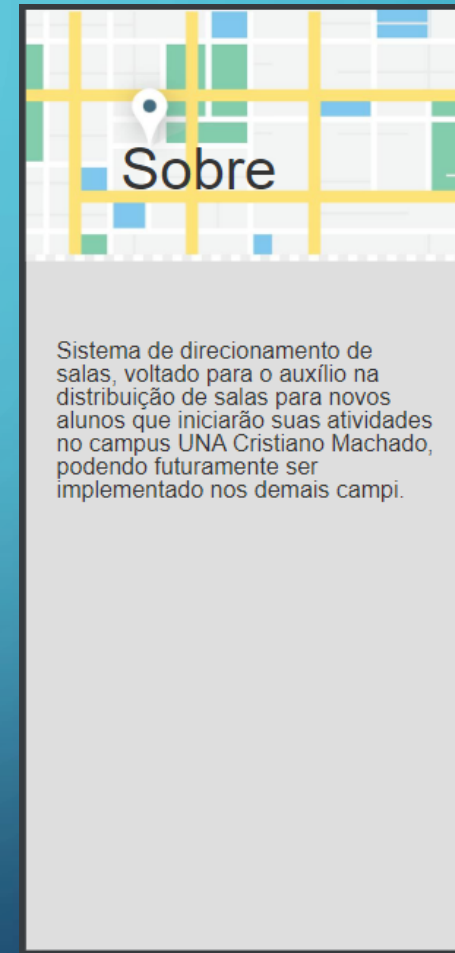 Sobre
Sistema de direcionamento de
salas, voltado para o auxílio na
distribuição de salas para novos
alunos que iniciarão suas atividades
no campus UNA Cristiano Machado,
podendo futuramente ser
implementado nos demais campi.